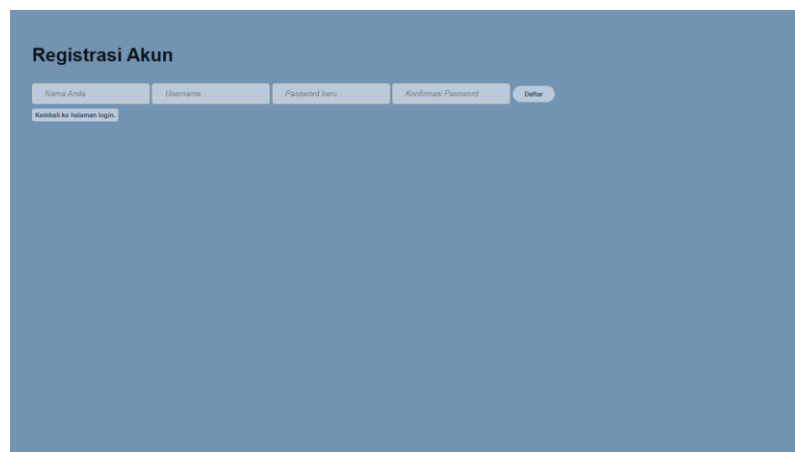 Registrasi Akun
Nama Anda Username Password baru Konfirmasi Password Daftar
Kembali ke halaman login.